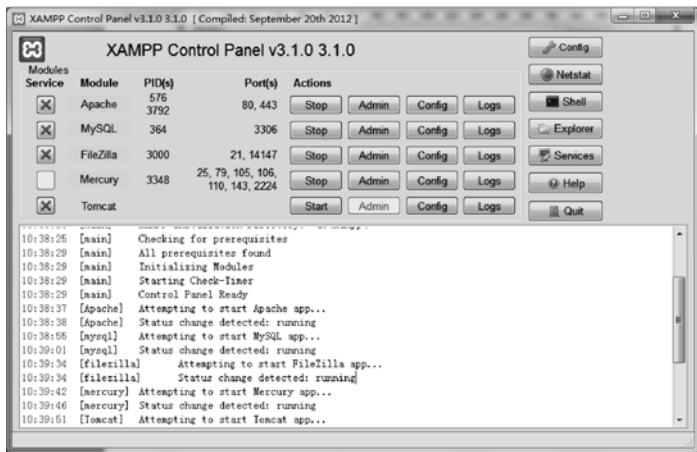 XAMPP Control Panel v3.1.0 3.1.0 [ Compiled: September 20th 2012 ]
XAMPP Control Panel v3.1.0 3.1.0
Modules
Service Module PID(s) Port(s) Actions
Apache 576 3792 80, 443 Stop Admin Config Logs
MySQL 364 3306 Stop Admin Config Logs
FileZilla 3000 21, 14147 Stop Admin Config Logs
Mercury 3348 25, 79, 105, 106, 110, 143, 2224 Stop Admin Config Logs
Tomcat Start Admin Config Logs
Config
Netstat
Shell
Explorer
Services
Help
Quit
10:38:25 [main] Checking for prerequisites
10:38:29 [main] All prerequisites found
10:38:29 [main] Initializing Modules
10:38:29 [main] Starting Check-Timer
10:38:29 [main] Control Panel Ready
10:38:37 [Apache] Attempting to start Apache app...
10:38:38 [Apache] Status change detected: running
10:38:55 [mysql] Attempting to start MySQL app...
10:39:01 [mysql] Status change detected: running
10:39:34 [filezilla] Attempting to start FileZilla app...
10:39:34 [filezilla] Status change detected: running
10:39:42 [mercury] Attempting to start Mercury app...
10:39:46 [mercury] Status change detected: running
10:39:51 [Tomcat] Attempting to start Tomcat app...